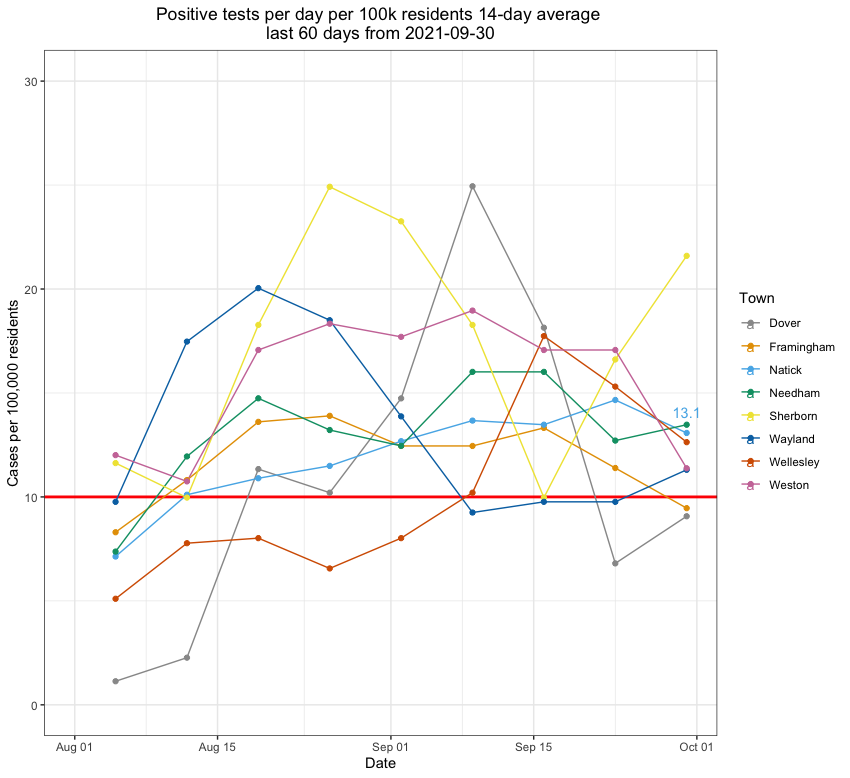 Positive tests per day per 100k residents 14-day average
last 60 days from 2021-09-30
Cases per 100,000 residents
30
20
10
0
13.1
Aug 01
Aug 15
Sep 01
Sep 15
Oct 01
Date
Town
a Dover
a Framingham
a Natick
a Needham
a Sherborn
a Wayland
a Wellesley
a Weston